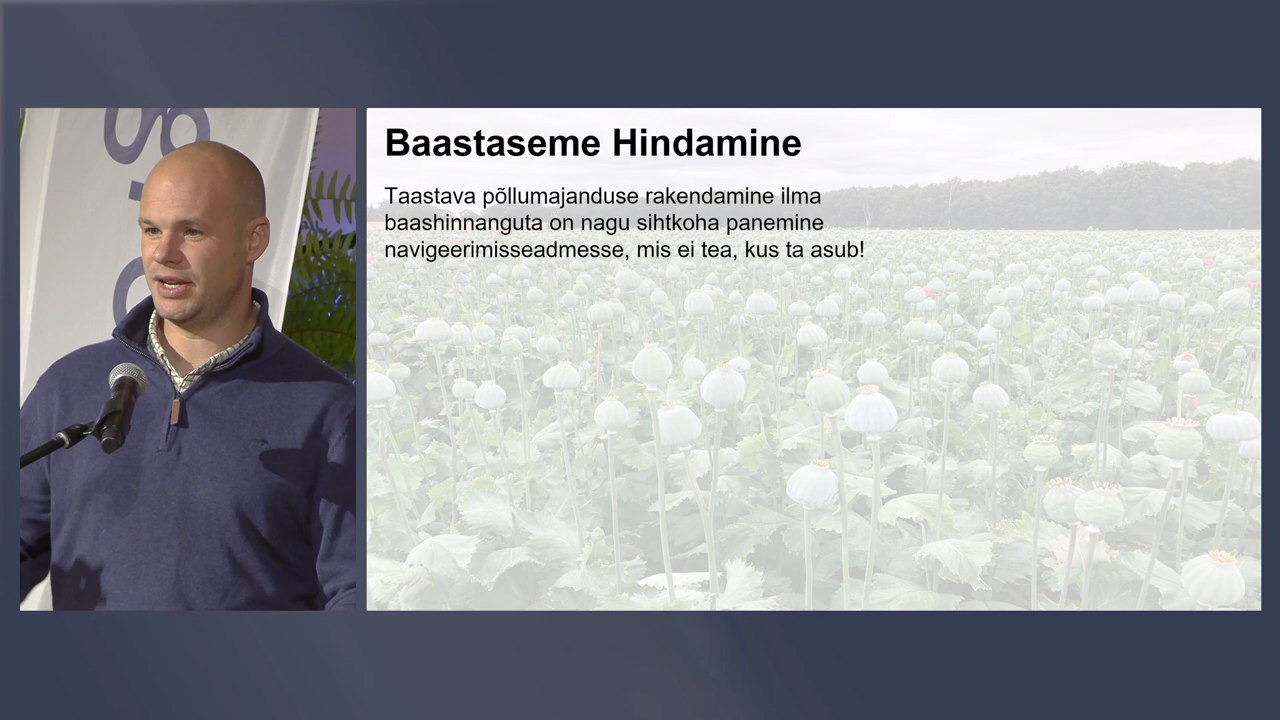 Baastaseme Hindamine
Taastava põllumajanduse rakendamine ilma
baashinnanguta on nagu sihtkoha panemine
navigeerimisseadmesse, mis ei tea, kus ta asub!